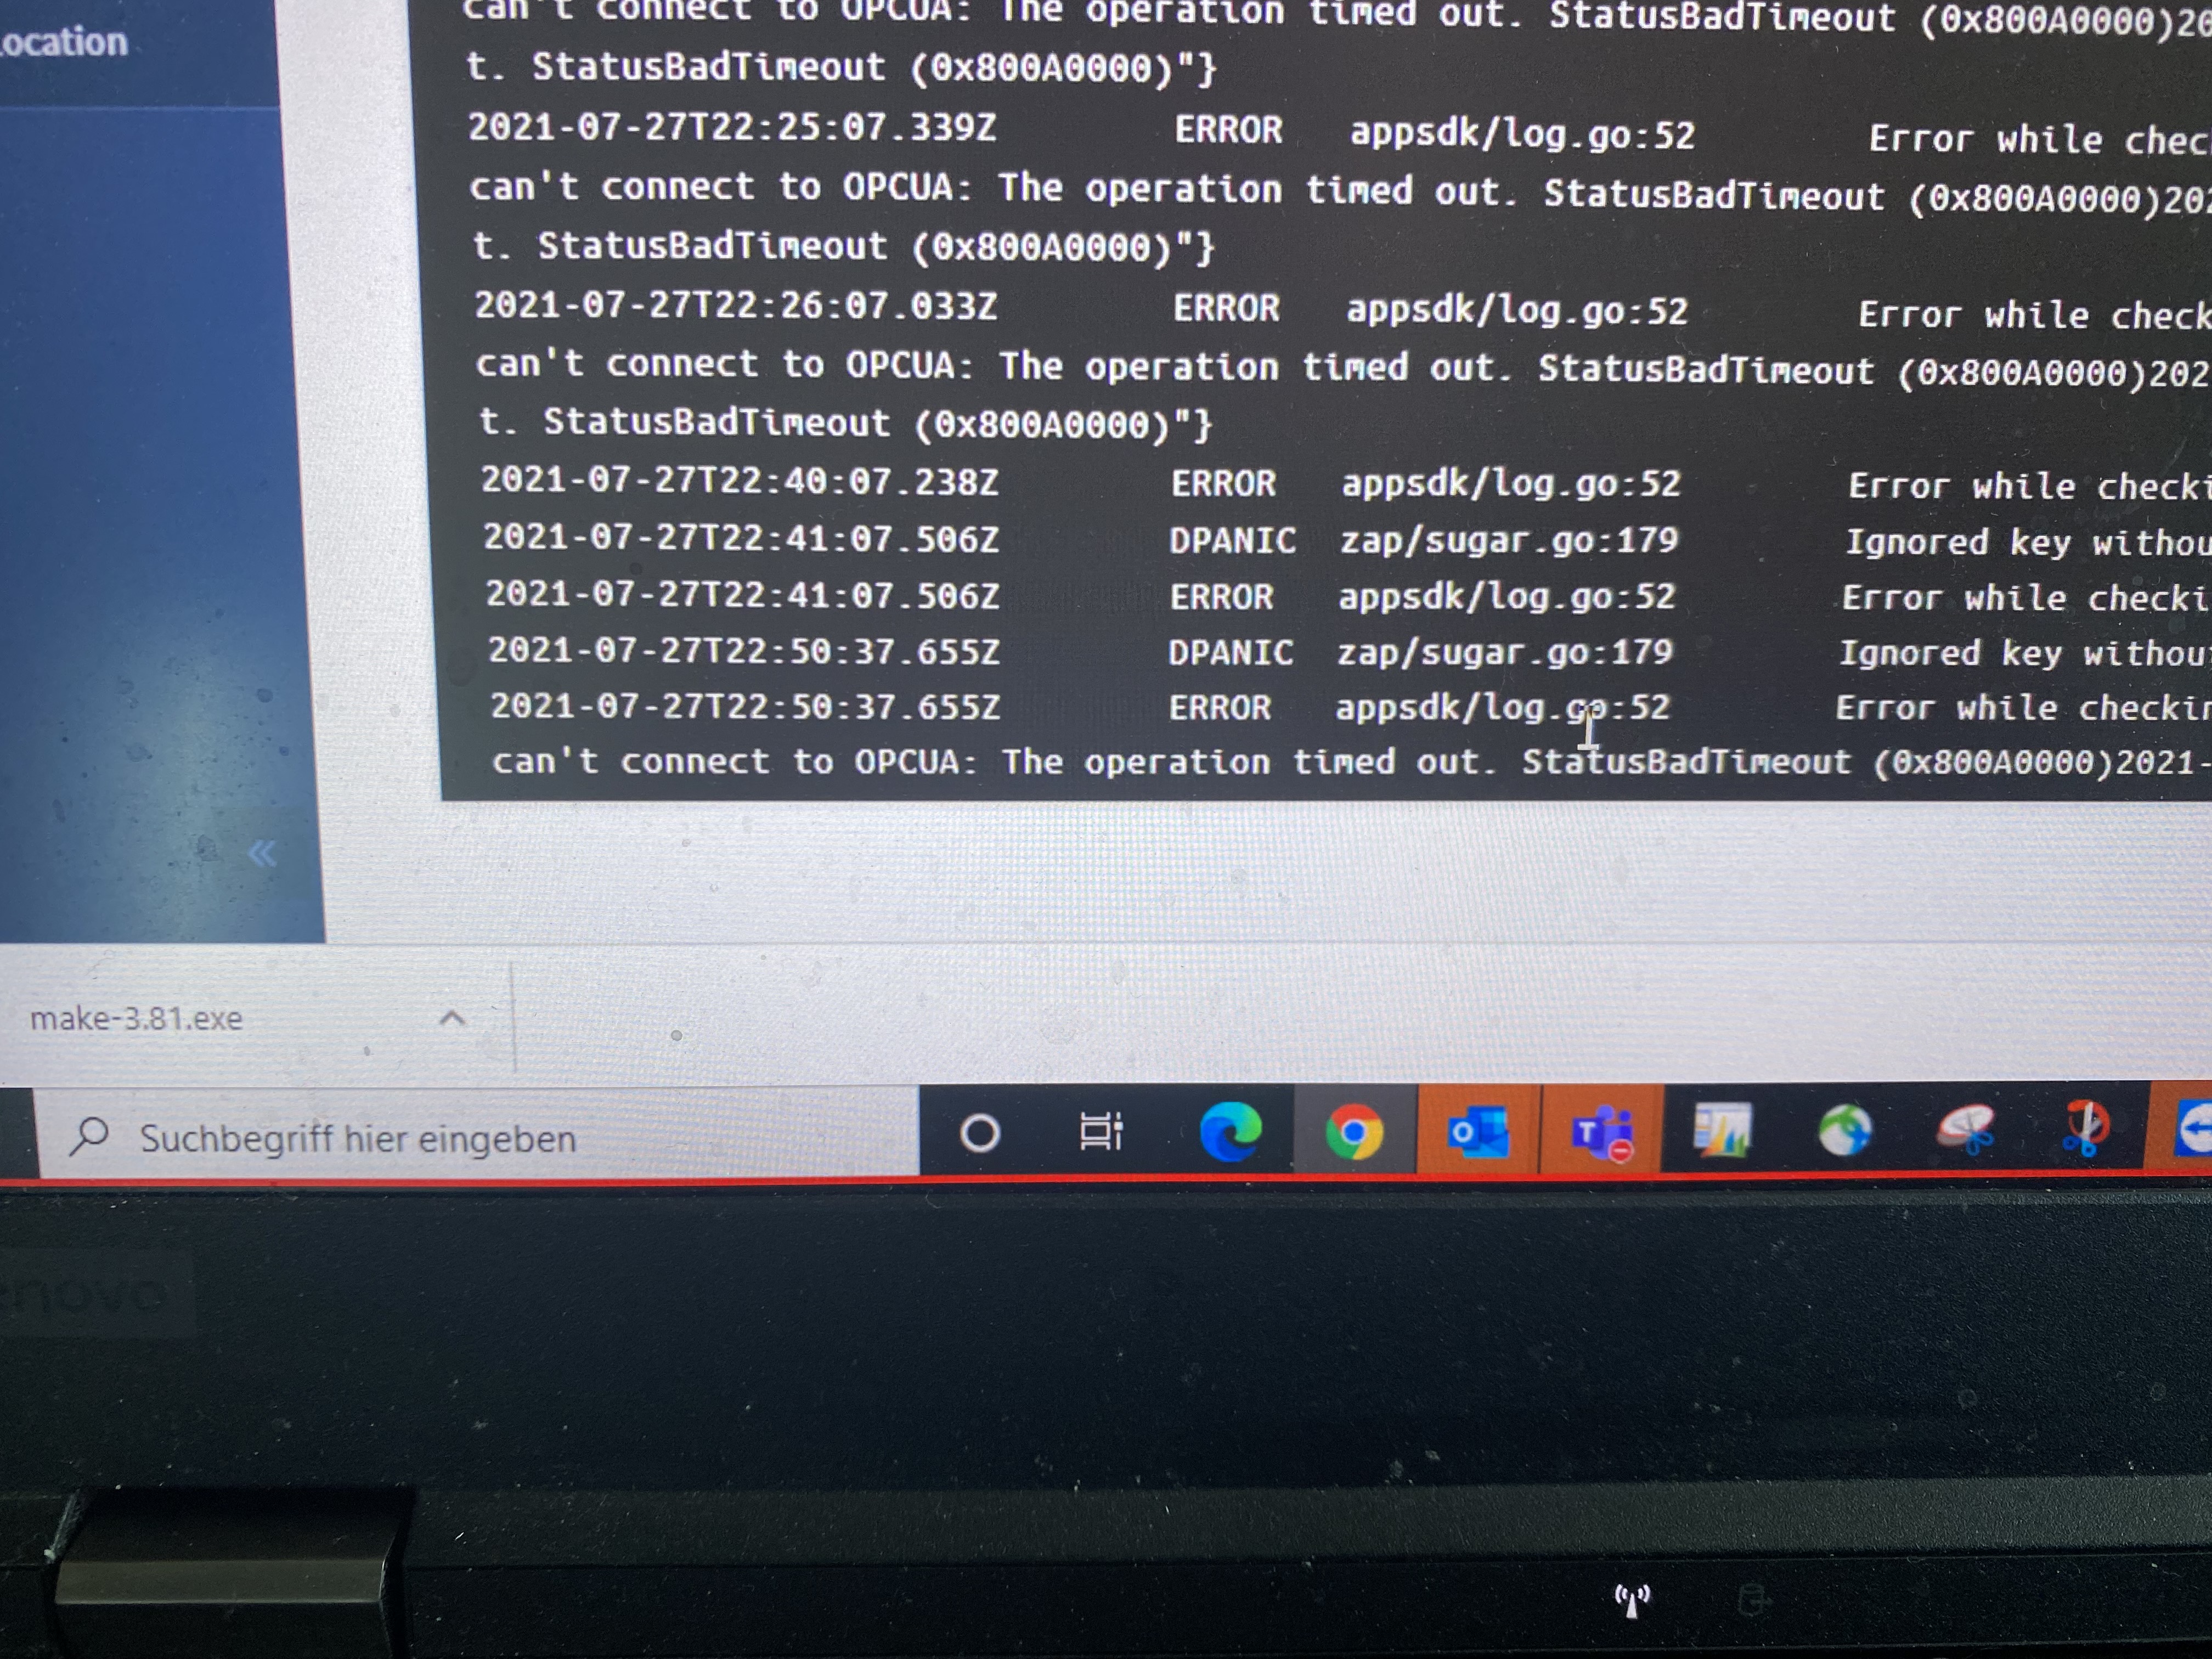 ocation
can't connect to OPCUA: The operation timed out. StatusBadTimeout (0x800A0000)20
t. StatusBadTimeout (0x800A0000)"}
2021-07-27T22:25:07.339Z ERROR appsdk/log.go:52 Error while chec
can't connect to OPCUA: The operation timed out. StatusBadTimeout (0x800A0000)202
t. StatusBadTimeout (0x800A0000)"}
2021-07-27T22:26:07.033Z ERROR appsdk/log.go:52 Error while check
can't connect to OPCUA: The operation timed out. StatusBadTimeout (0x800A0000)202
t. StatusBadTimeout (0x800A0000)"}
2021-07-27T22:40:07.238Z ERROR appsdk/log.go:52 Error while checki
2021-07-27T22:41:07.506Z DPANIC zap/sugar.go:179 Ignored key withou
2021-07-27T22:41:07.506Z ERROR appsdk/log.go:52 Error while checki
2021-07-27T22:50:37.655Z DPANIC zap/sugar.go:179 Ignored key withou
2021-07-27T22:50:37.655Z ERROR appsdk/log.go:52 Error while checkin
can't connect to OPCUA: The operation timed out. StatusBadTimeout (0x800A0000)2021-
«
make-3.81.exe
Suchbegriff hier eingeben
enovo